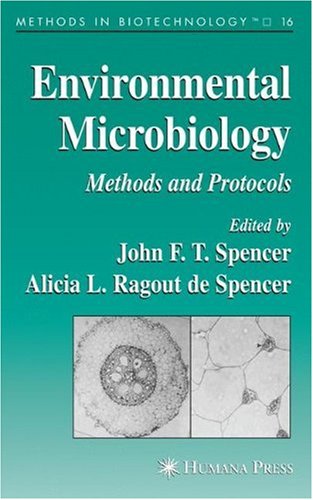 METHODS IN BIOTECHNOLOGY™ □ 16
Environmental
Microbiology
Methods and Protocols
Edited by
John F. T. Spencer
Alicia L. Ragout de Spencer
HUMANA PRESS